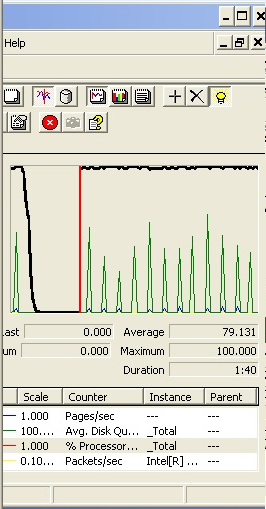 Help
Last 0.000 Average 79.131
um 0.000 Maximum 100.000
Duration 1:40
Scale Counter Instance Parent
1.000 Pages/sec --- ---
100.... Avg. Disk Qu... _Total ---
1.000 % Processor... _Total ---
0.10... Packets/sec Intel[R] ... ---